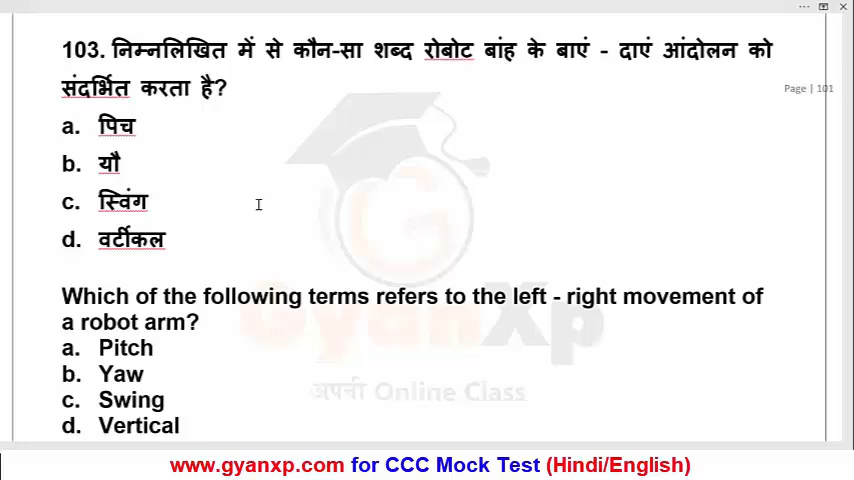 103. निम्नलिखित में से कौन-सा शब्द रोबोट बांह के बाएं - दाएं आंदोलन को
संदर्भित करता है?
Page | 101
a. पिच
b. यौ
c. स्विंग
d. वर्टीकल
Which of the following terms refers to the left - right movement of
a robot arm?
a. Pitch
b. Yaw
c. Swing
d. Vertical
GyanXp
अपनी Online Class
www.gyanxp.com for CCC Mock Test (Hindi/English)